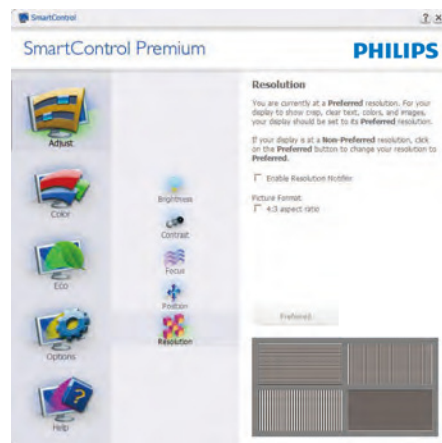 SmartControl
SmartControl Premium
PHILIPS
Adjust
Color
Eco
Options
Help
Brightness
Contrast
Focus
Position
Resolution
Resolution
You are currently at a Preferred resolution. For your
display to show crisp, clear text, colors, and images,
your display should be set to its Preferred resolution.
If your display is at a Non-Preferred resolution, click
on the Preferred button to change your resolution to
Preferred.
Enable Resolution Notifier
Picture Format
4:3 aspect ratio
Preferred